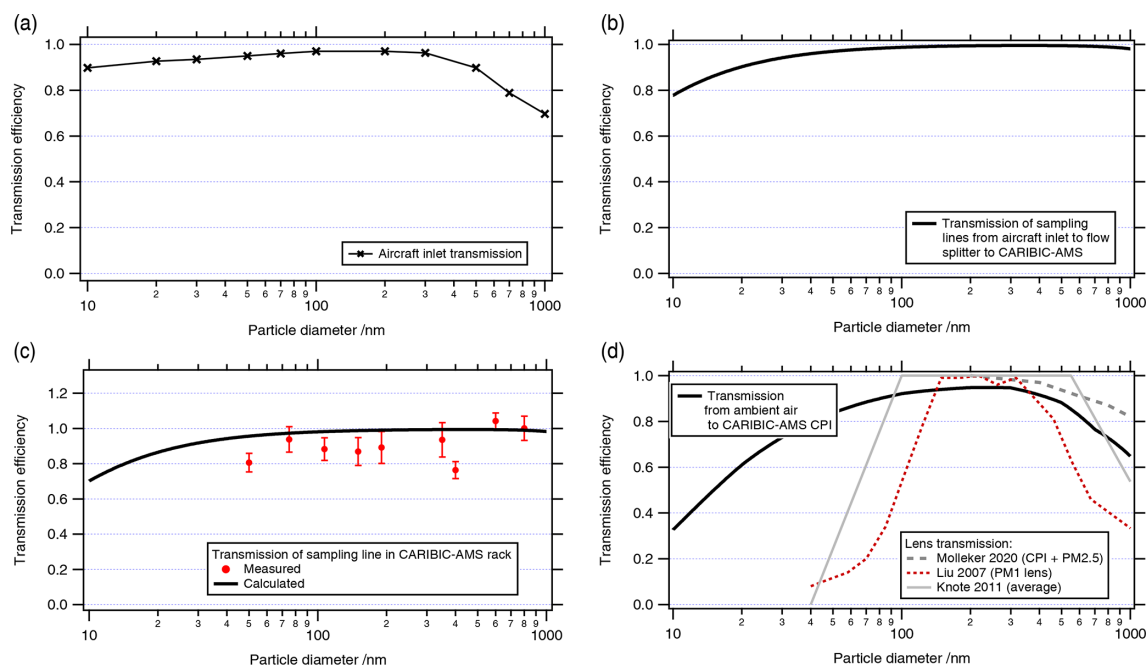 (a)
1.0
0.8
0.6
0.4
0.2
0.0
Transmission efficiency
Aircraft inlet transmission
10 2 3 4 5 6 7 8 9 100 2 3 4 5 6 7 8 9 1000
Particle diameter /nm
(b)
1.0
0.8
0.6
0.4
0.2
0.0
Transmission efficiency
Transmission of sampling
lines from aircraft inlet to flow
splitter to CARIBIC-AMS
10 2 3 4 5 6 7 8 9 100 2 3 4 5 6 7 8 9 1000
Particle diameter /nm
(c)
1.2
1.0
0.8
0.6
0.4
0.2
0.0
Transmission efficiency
Transmission of sampling line in CARIBIC-AMS rack
Measured
Calculated
10 2 3 4 5 6 7 8 9 100 2 3 4 5 6 7 8 9 1000
Particle diameter /nm
(d)
1.0
0.8
0.6
0.4
0.2
0.0
Transmission efficiency
Transmission
from ambient air
to CARIBIC-AMS CPI
Lens transmission:
Molleker 2020 (CPI + PM2.5)
Liu 2007 (PM1 lens)
Knote 2011 (average)
10 2 3 4 5 6 7 8 9 100 2 3 4 5 6 7 8 9 1000
Particle diameter /nm